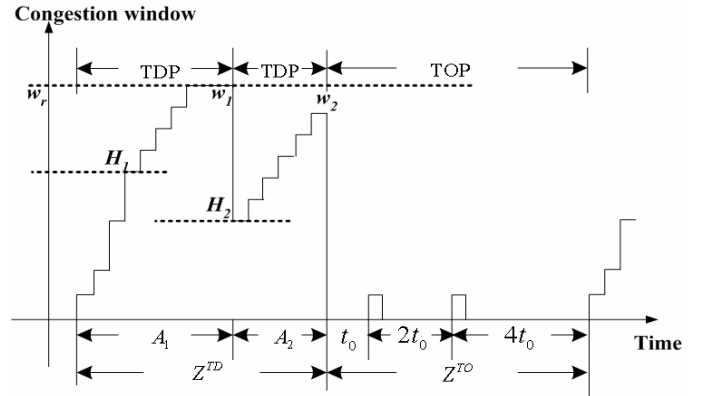 Congestion window
TDP TDP TOP
w_r w_1 w_2
H_1
H_2
A_1 A_2 t_0 2t_0 4t_0 Time
Z^{TD} Z^{TO}